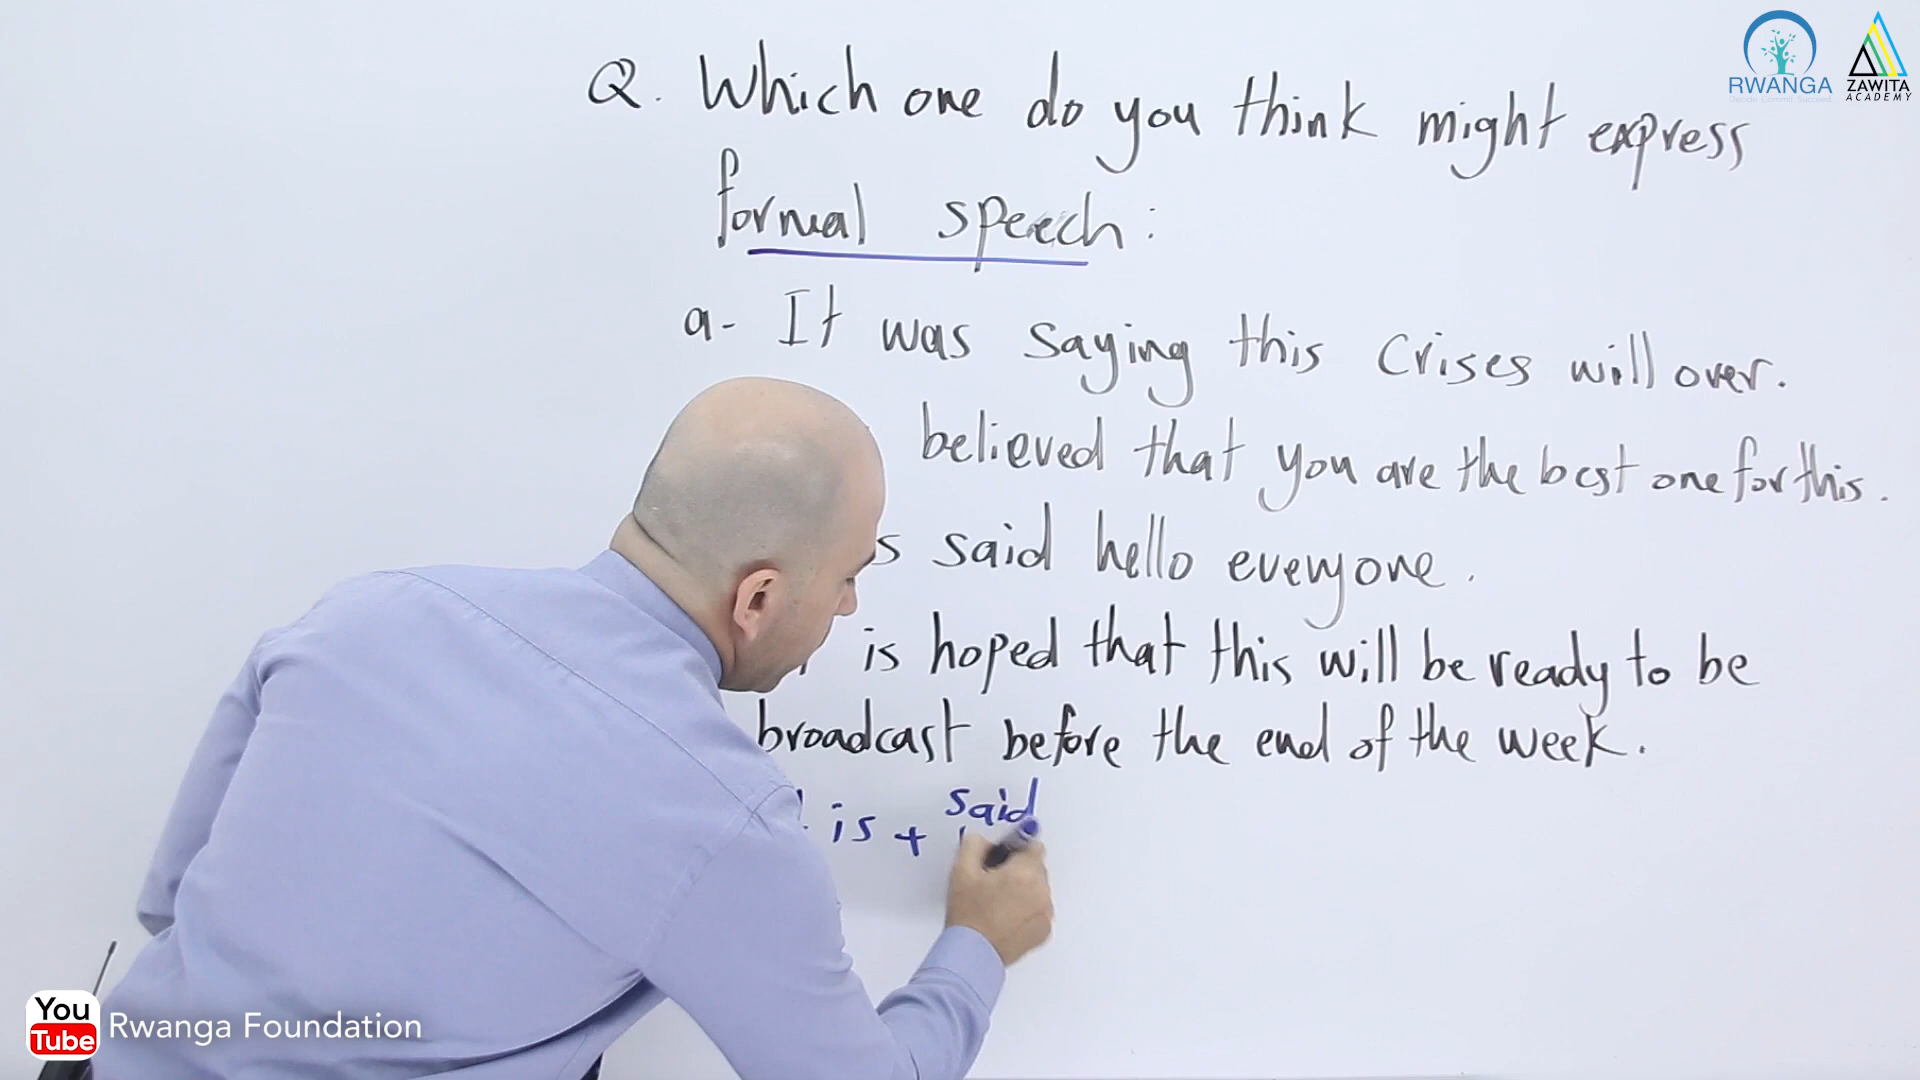 Q. Which one do you think might express
formal speech:
a- It was saying this crises will over.
believed that you are the best one for this.
s said hello everyone.
is hoped that this will be ready to be
broadcast before the end of the week.
is + said
RWANGA
ZAWITA
ACADEMY
You
Tube
Rwanga Foundation